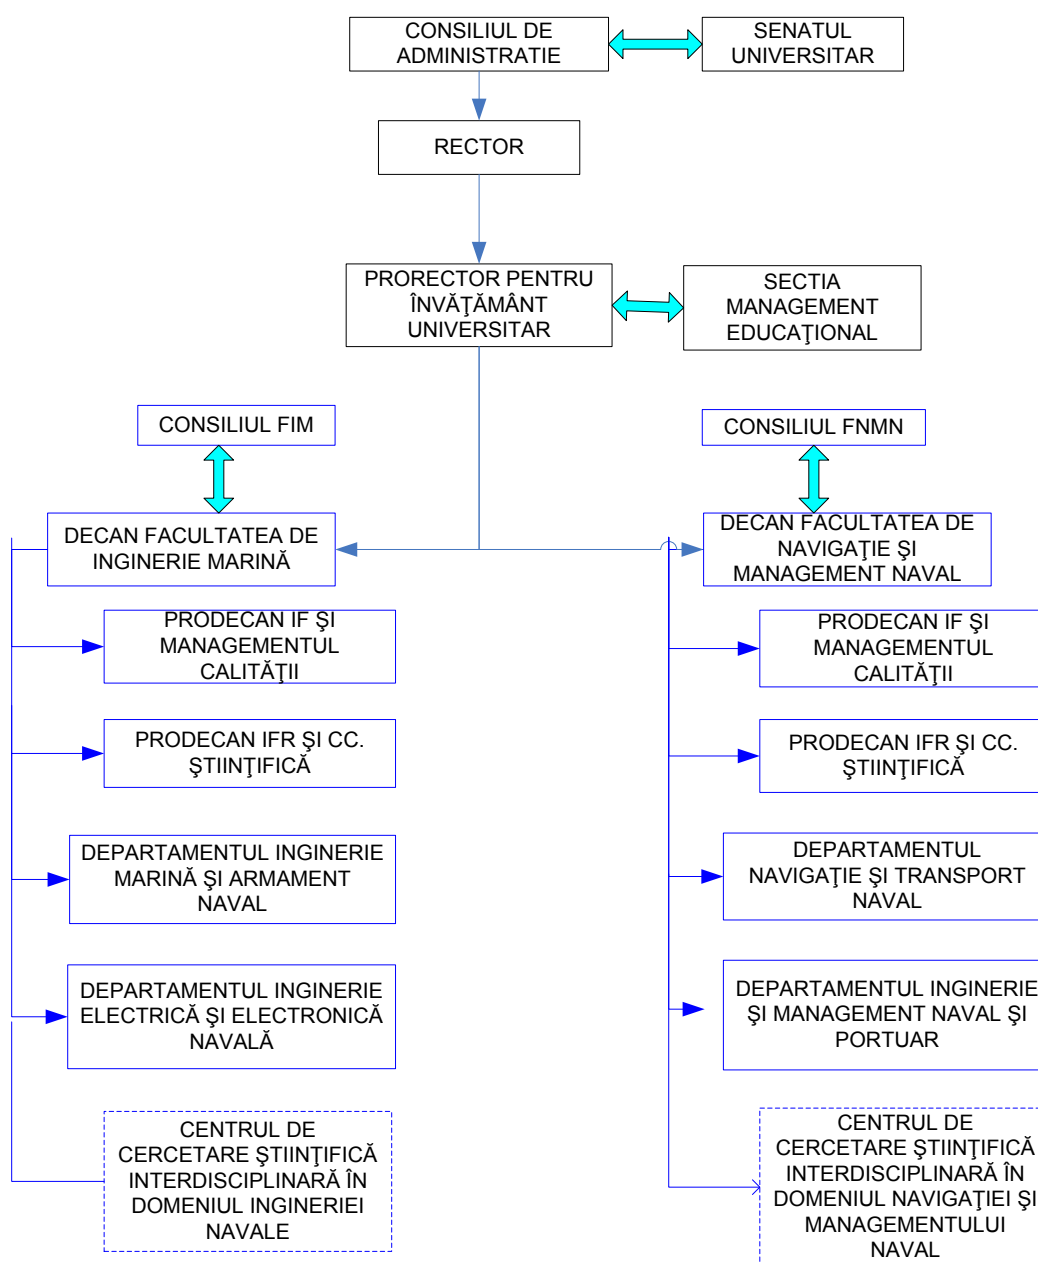 CONSILIUL DE
ADMINISTRATIE
SENATUL
UNIVERSITAR
RECTOR
PRORECTOR PENTRU
ÎNVĂŢĂMÂNT
UNIVERSITAR
SECTIA
MANAGEMENT
EDUCAŢIONAL
CONSILIUL FIM
CONSILIUL FNMN
DECAN FACULTATEA DE
INGINERIE MARINĂ
DECAN FACULTATEA DE
NAVIGAŢIE ŞI
MANAGEMENT NAVAL
PRODECAN IF ŞI
MANAGEMENTUL
CALITĂŢII
PRODECAN IF ŞI
MANAGEMENTUL
CALITĂŢII
PRODECAN IFR ŞI CC.
ŞTIINŢIFICĂ
PRODECAN IFR ŞI CC.
ŞTIINŢIFICĂ
DEPARTAMENTUL INGINERIE
MARINĂ ŞI ARMAMENT
NAVAL
DEPARTAMENTUL
NAVIGAŢIE ŞI TRANSPORT
NAVAL
DEPARTAMENTUL INGINERIE
ELECTRICĂ ŞI ELECTRONICĂ
NAVALĂ
DEPARTAMENTUL INGINERIE
ŞI MANAGEMENT NAVAL ŞI
PORTUAR
CENTRUL DE
CERCETARE ŞTIINŢIFICĂ
INTERDISCIPLINARĂ ÎN
DOMENIUL INGINERIEI
NAVALE
CENTRUL DE
CERCETARE ŞTIINŢIFICĂ
INTERDISCIPLINARĂ ÎN
DOMENIUL NAVIGAŢIEI ŞI
MANAGEMENTULUI
NAVAL